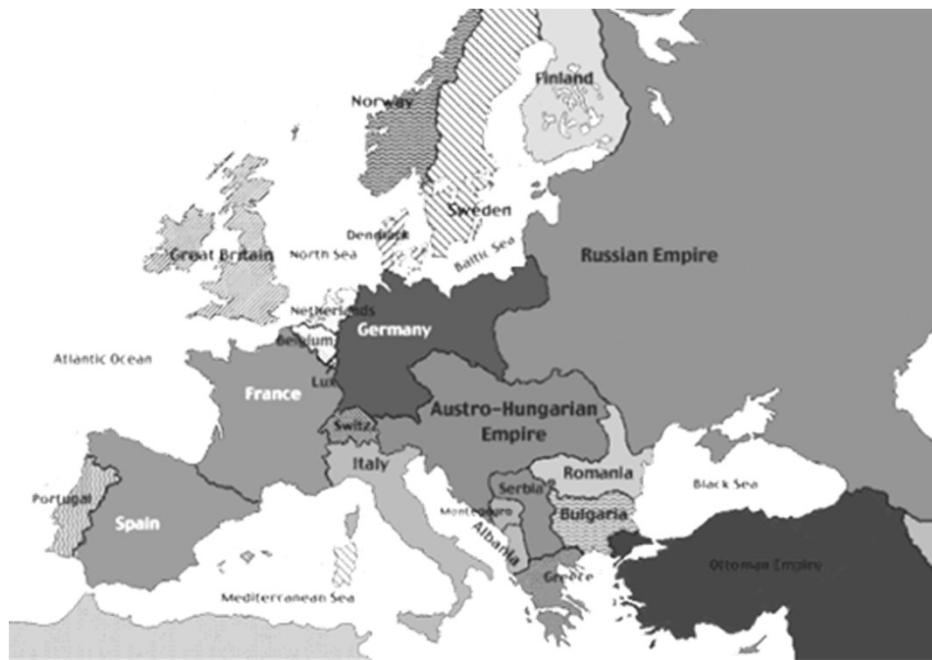 Finland
Norway
Sweden
Denmark
Great Britain
North Sea
Baltic Sea
Russian Empire
Netherlands
Germany
Belgium
Atlantic Ocean
Lux
France
Austro-Hungarian
Empire
Switz
Italy
Romania
Serbia
Black Sea
Portugal
Spain
Montegouro
Bulgaria
Albania
Ottoman Empire
Greece
Mediterranean Sea